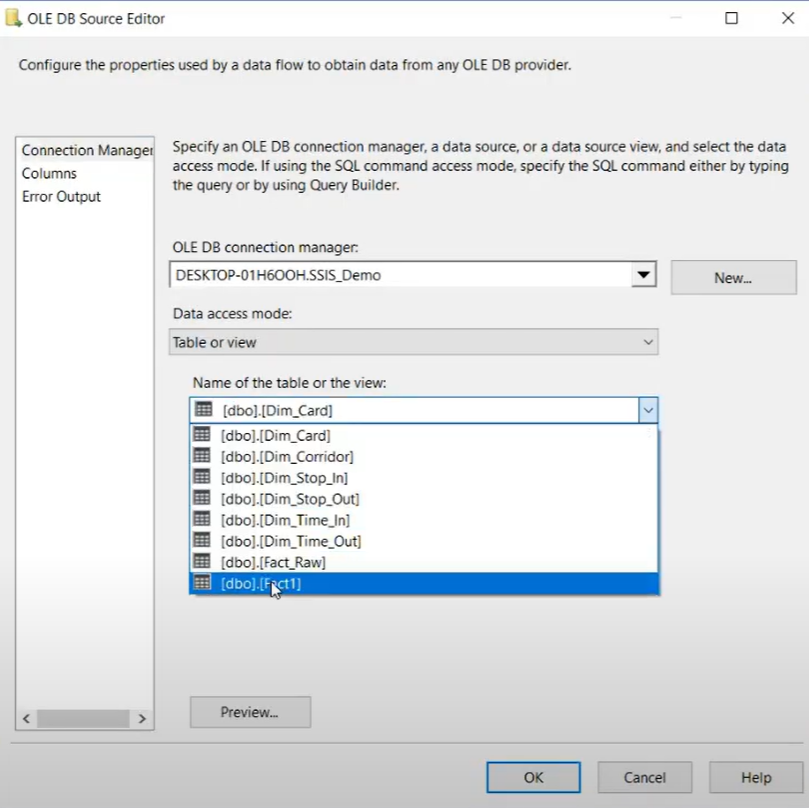 OLE DB Source Editor
Configure the properties used by a data flow to obtain data from any OLE DB provider.
Connection Manager
Columns
Error Output
Specify an OLE DB connection manager, a data source, or a data source view, and select the data
access mode. If using the SQL command access mode, specify the SQL command either by typing
the query or by using Query Builder.
OLE DB connection manager:
DESKTOP-01H6OOH.SSIS_Demo
New...
Data access mode:
Table or view
Name of the table or the view:
[dbo].[Dim_Card]
[dbo].[Dim_Card]
[dbo].[Dim_Corridor]
[dbo].[Dim_Stop_In]
[dbo].[Dim_Stop_Out]
[dbo].[Dim_Time_In]
[dbo].[Dim_Time_Out]
[dbo].[Fact_Raw]
[dbo].[Fact1]
Preview...
OK
Cancel
Help